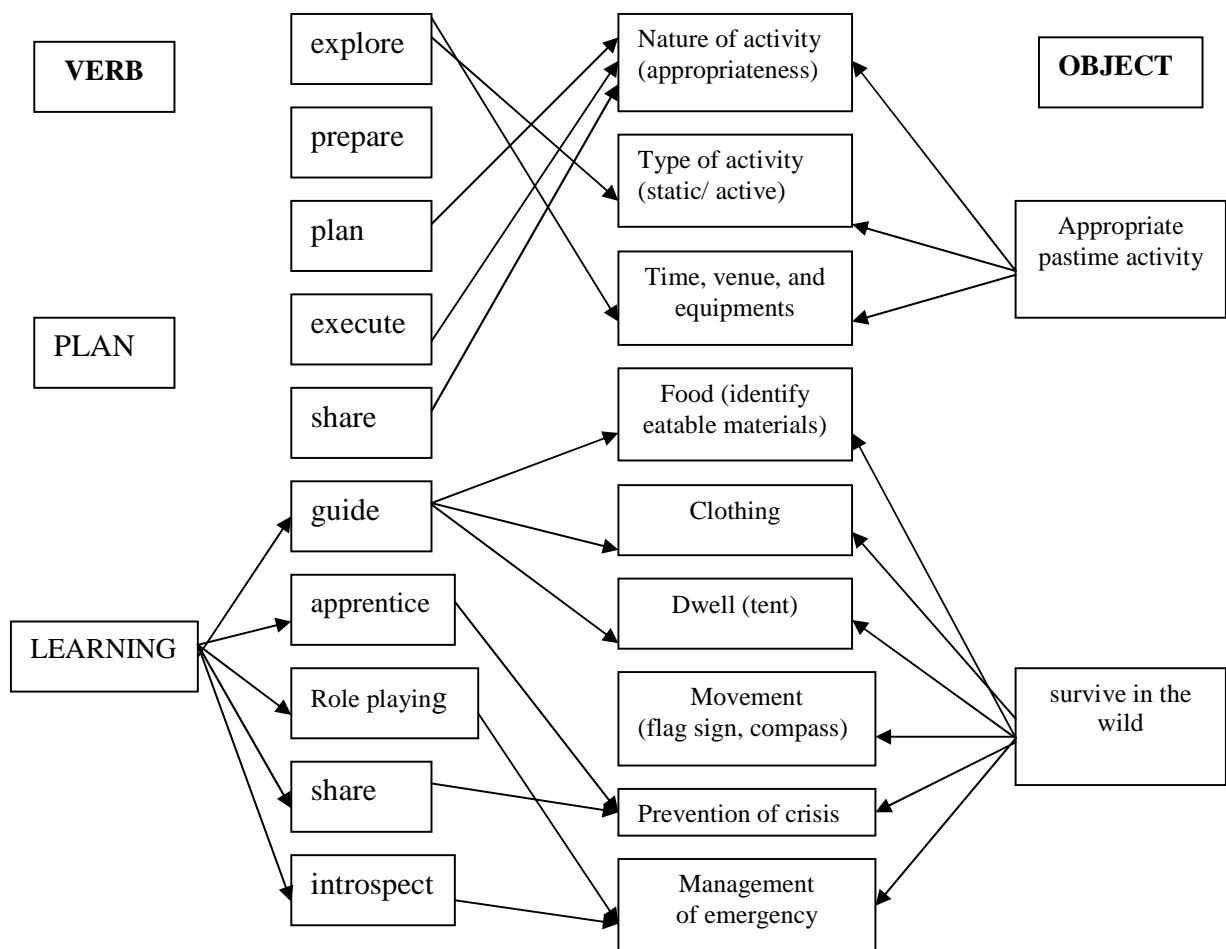 VERB
PLAN
LEARNING
explore
prepare
plan
execute
share
guide
apprentice
Role playing
share
introspect
Nature of activity
(appropriateness)
Type of activity
(static/ active)
Time, venue, and
equipments
Food (identify
eatable materials)
Clothing
Dwell (tent)
Movement
(flag sign, compass)
Prevention of crisis
Management
of emergency
OBJECT
Appropriate
pastime activity
survive in the
wild